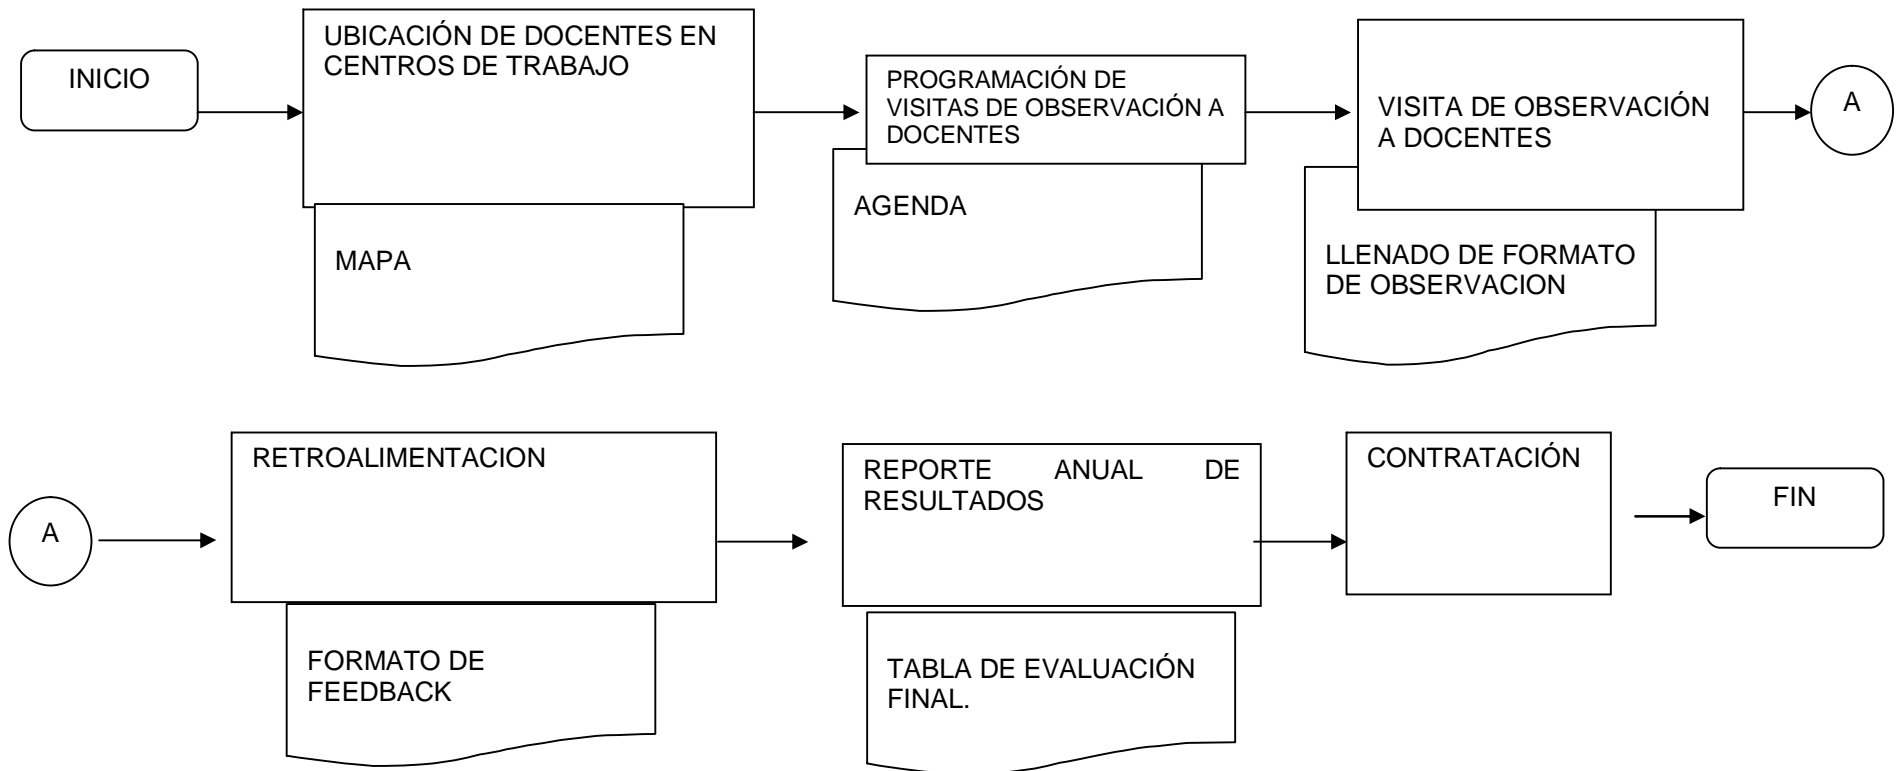 INICIO
UBICACIÓN DE DOCENTES EN
CENTROS DE TRABAJO
MAPA
PROGRAMACIÓN DE
VISITAS DE OBSERVACIÓN A
DOCENTES
AGENDA
VISITA DE OBSERVACIÓN
A DOCENTES
LLENADO DE FORMATO
DE OBSERVACION
A
A
RETROALIMENTACION
FORMATO DE
FEEDBACK
REPORTE ANUAL DE
RESULTADOS
TABLA DE EVALUACIÓN
FINAL.
CONTRATACIÓN
FIN